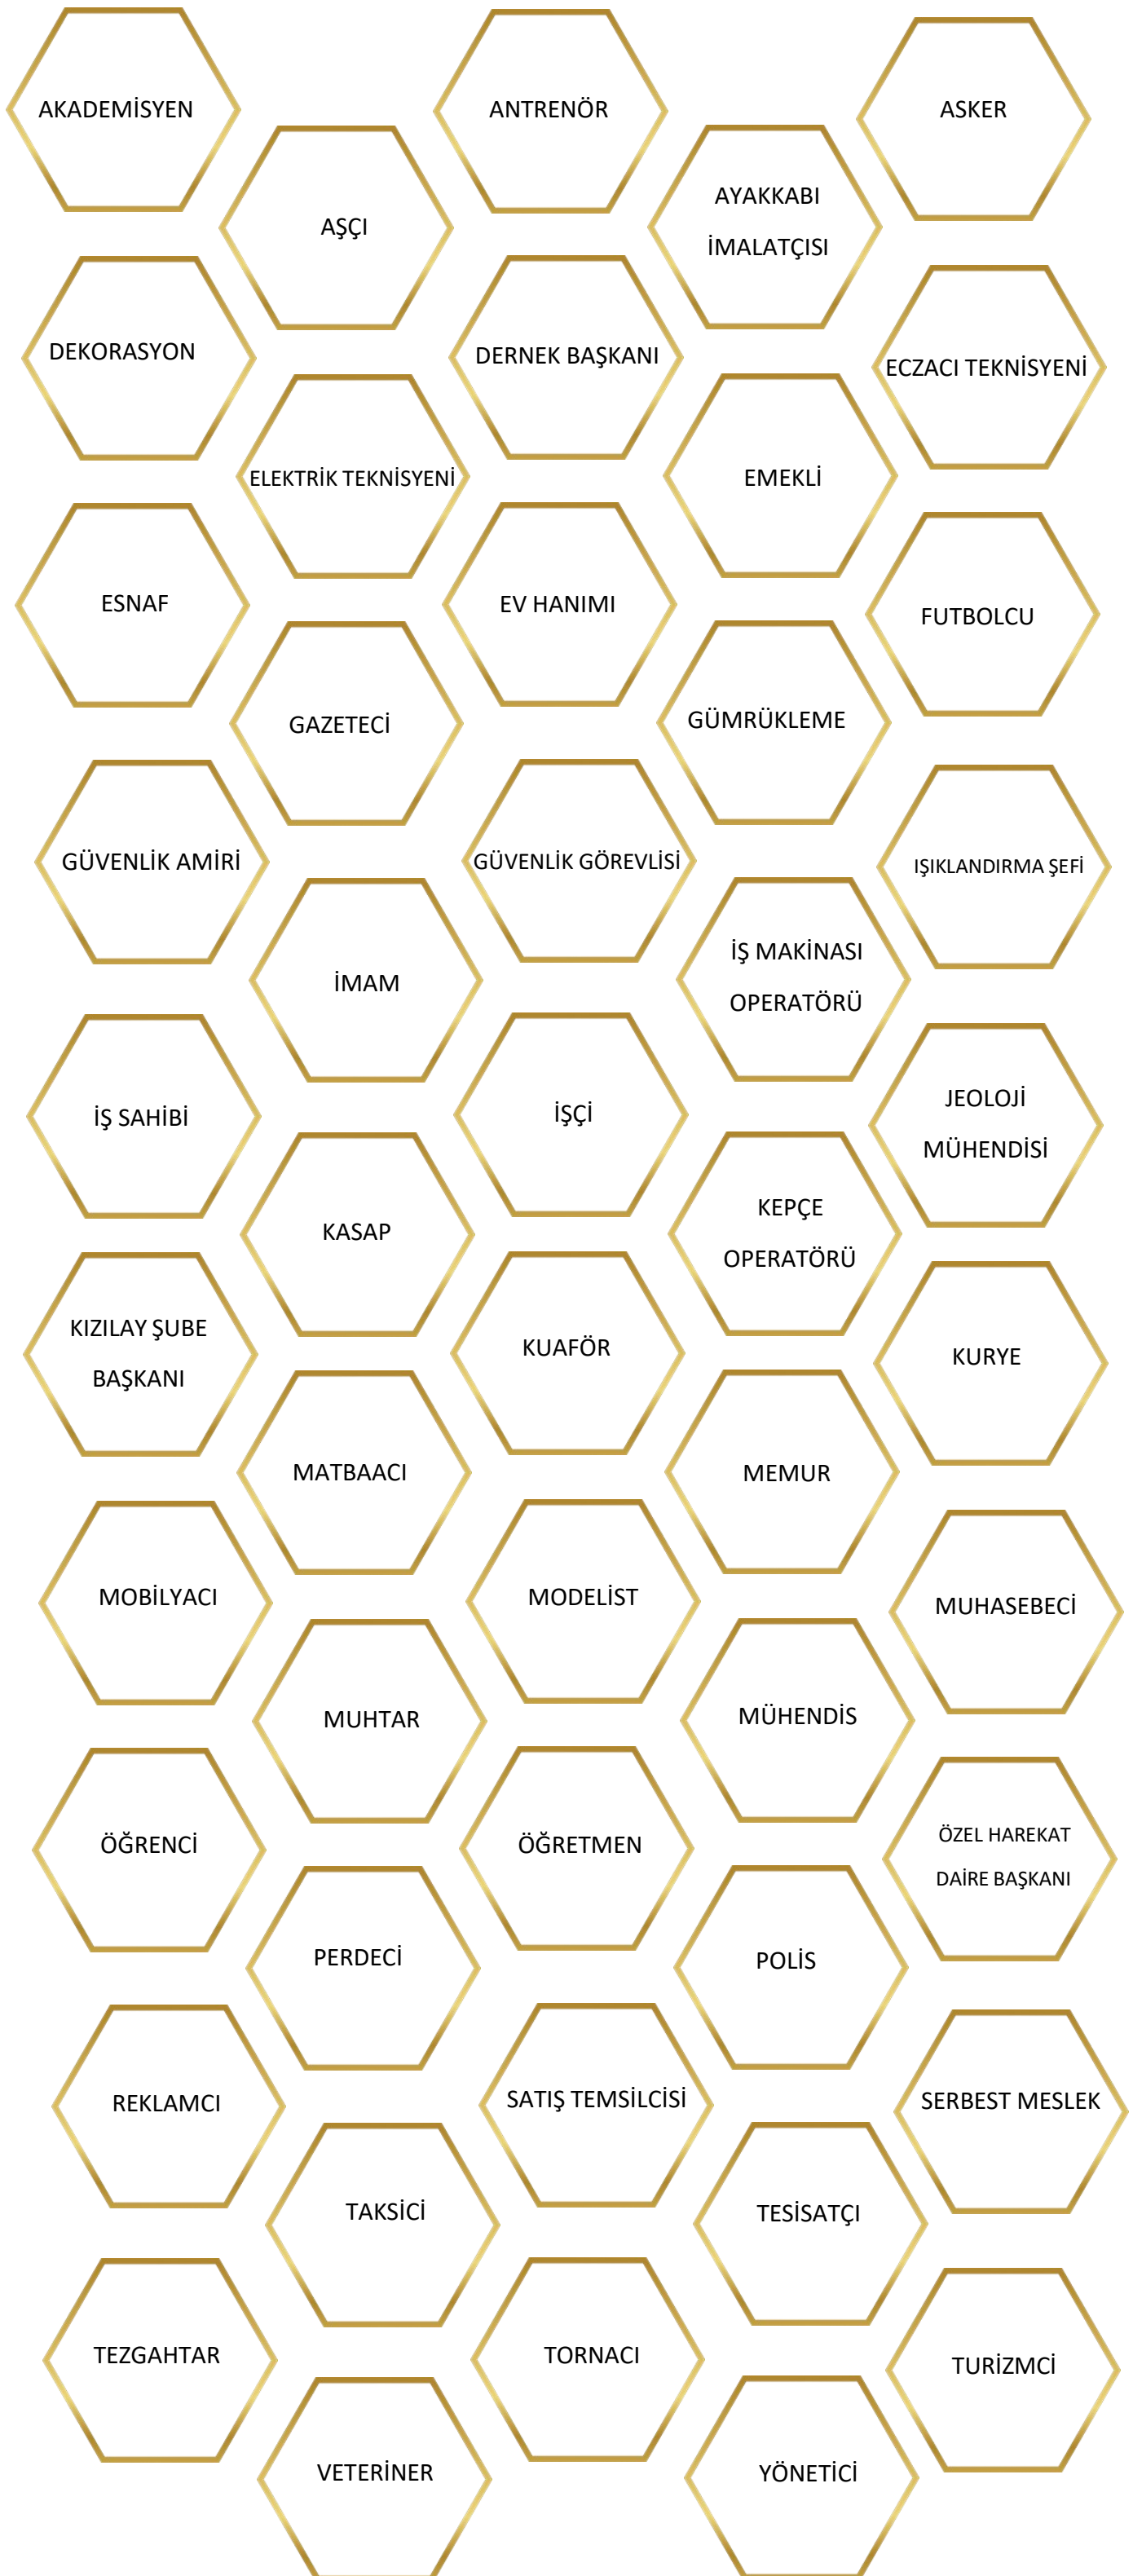 AKADEMİSYEN
ANTRENÖR
ASKER
AŞÇI
AYAKKABI
İMALATÇISI
DEKORASYON
DERNEK BAŞKANI
ECZACI TEKNİSYENİ
ELEKTRİK TEKNİSYENİ
EMEKLİ
ESNAF
EV HANIMI
FUTBOLCU
GAZETECİ
GÜMRÜKLEME
GÜVENLİK AMİRİ
GÜVENLİK GÖREVLİSİ
IŞIKLANDIRMA ŞEFİ
İMAM
İŞ MAKİNASI
OPERATÖRÜ
İŞ SAHİBİ
İŞÇİ
JEOLOJİ
MÜHENDİSİ
KASAP
KEPÇE
OPERATÖRÜ
KIZILAY ŞUBE
BAŞKANI
KUAFÖR
KURYE
MATBAACI
MEMUR
MOBİLYACI
MODELİST
MUHASEBECİ
MUHTAR
MÜHENDİS
ÖĞRENCİ
ÖĞRETMEN
ÖZEL HAREKAT
DAİRE BAŞKANI
PERDECİ
POLİS
REKLAMCI
SATIŞ TEMSİLCİSİ
SERBEST MESLEK
TAKSİCİ
TESİSATÇI
TEZGAHTAR
TORNACI
TURİZMCİ
VETERİNER
YÖNETİCİ